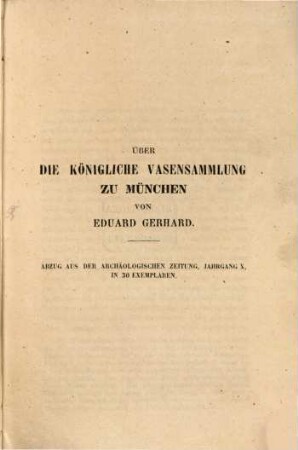 ÜBER
DIE KÖNIGLICHE VASENSAMMLUNG
ZU MÜNCHEN
VON
EDUARD GERHARD.
ABZUG AUS DER ARCHÄOLOGISCHEN ZEITUNG, JAHRGANG X,
IN 30 EXEMPLAREN.